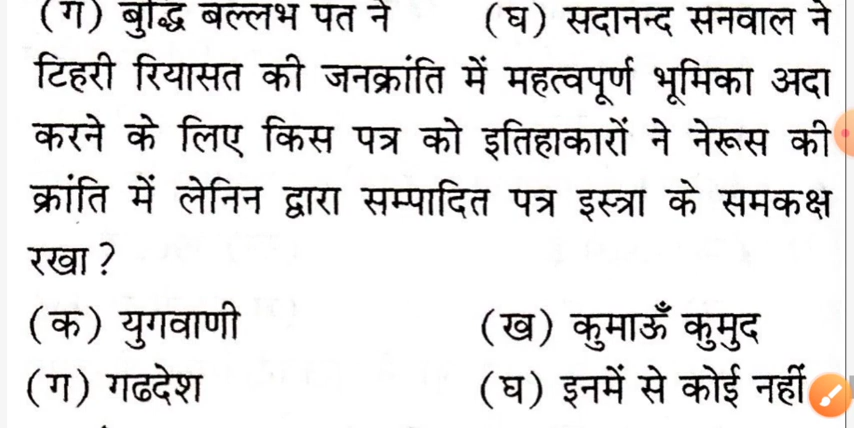 (ग) बुद्धि बल्लभ पंत ने (घ) सदानन्द सनवाल ने
टिहरी रियासत की जनक्रांति में महत्वपूर्ण भूमिका अदा
करने के लिए किस पत्र को इतिहाकारों ने नेरूस की
क्रांति में लेनिन द्वारा सम्पादित पत्र इस्त्रा के समकक्ष
रखा ?
(क) युगवाणी (ख) कुमाऊँ कुमुद
(ग) गढदेश (घ) इनमें से कोई नहीं